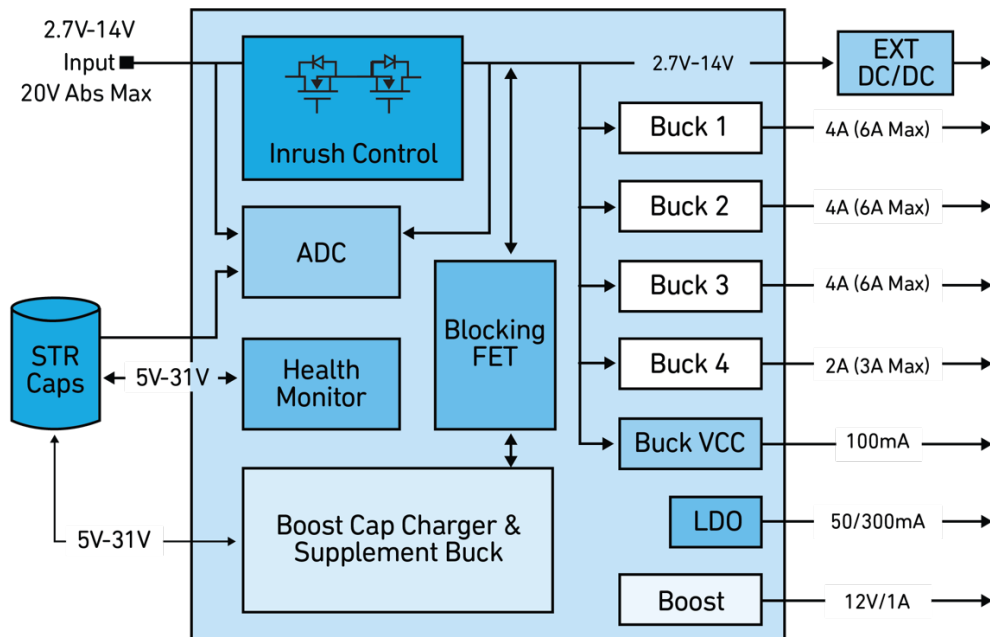 2.7V-14V
Input
20V Abs Max
Inrush Control
2.7V-14V
EXT
DC/DC
Buck 1
4A (6A Max)
ADC
Buck 2
4A (6A Max)
Buck 3
4A (6A Max)
Blocking
FET
STR
Caps
5V-31V
Health
Monitor
Buck 4
2A (3A Max)
Buck VCC
100mA
Boost Cap Charger &
Supplement Buck
5V-31V
LDO
50/300mA
Boost
12V/1A